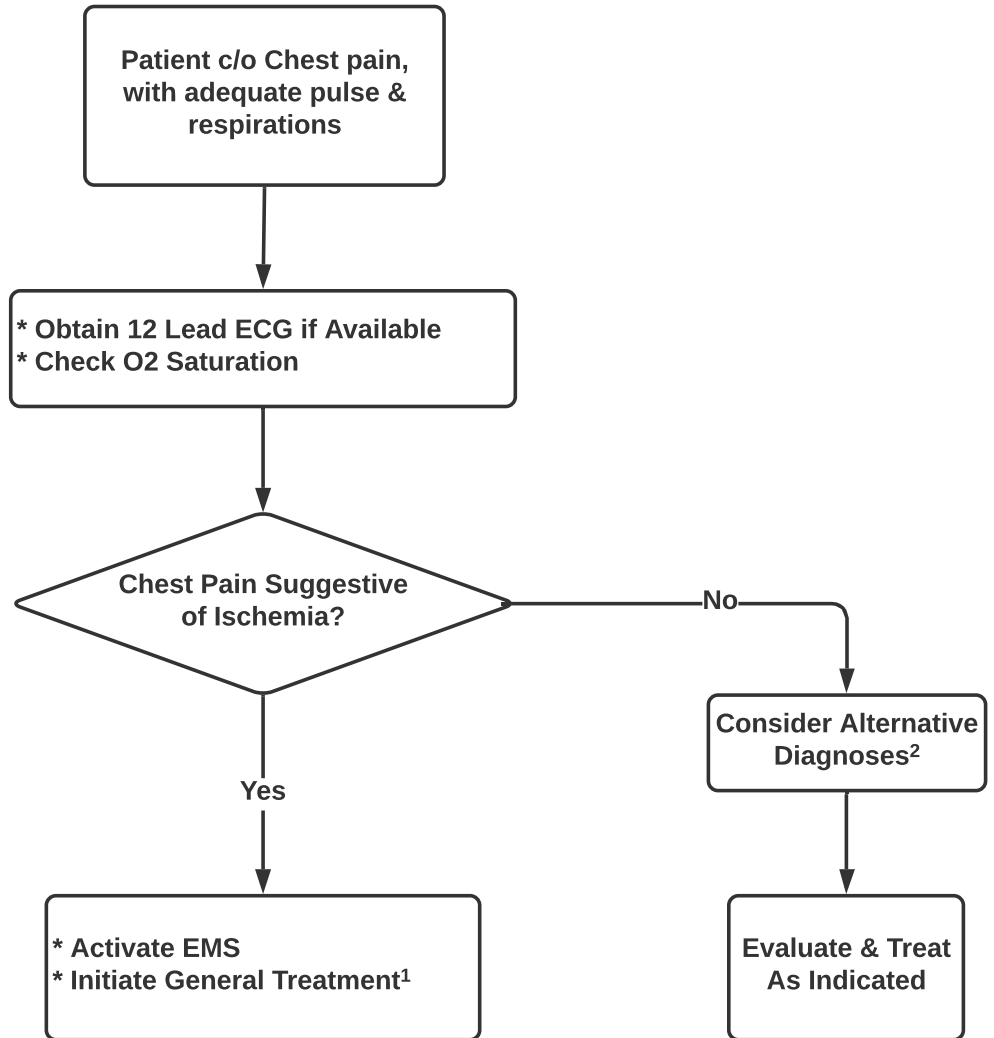 Patient c/o Chest pain,
with adequate pulse &
respirations
* Obtain 12 Lead ECG if Available
* Check O2 Saturation
Chest Pain Suggestive
of Ischemia?
No
Consider Alternative
Diagnoses²
Yes
* Activate EMS
* Initiate General Treatment¹
Evaluate & Treat
As Indicated